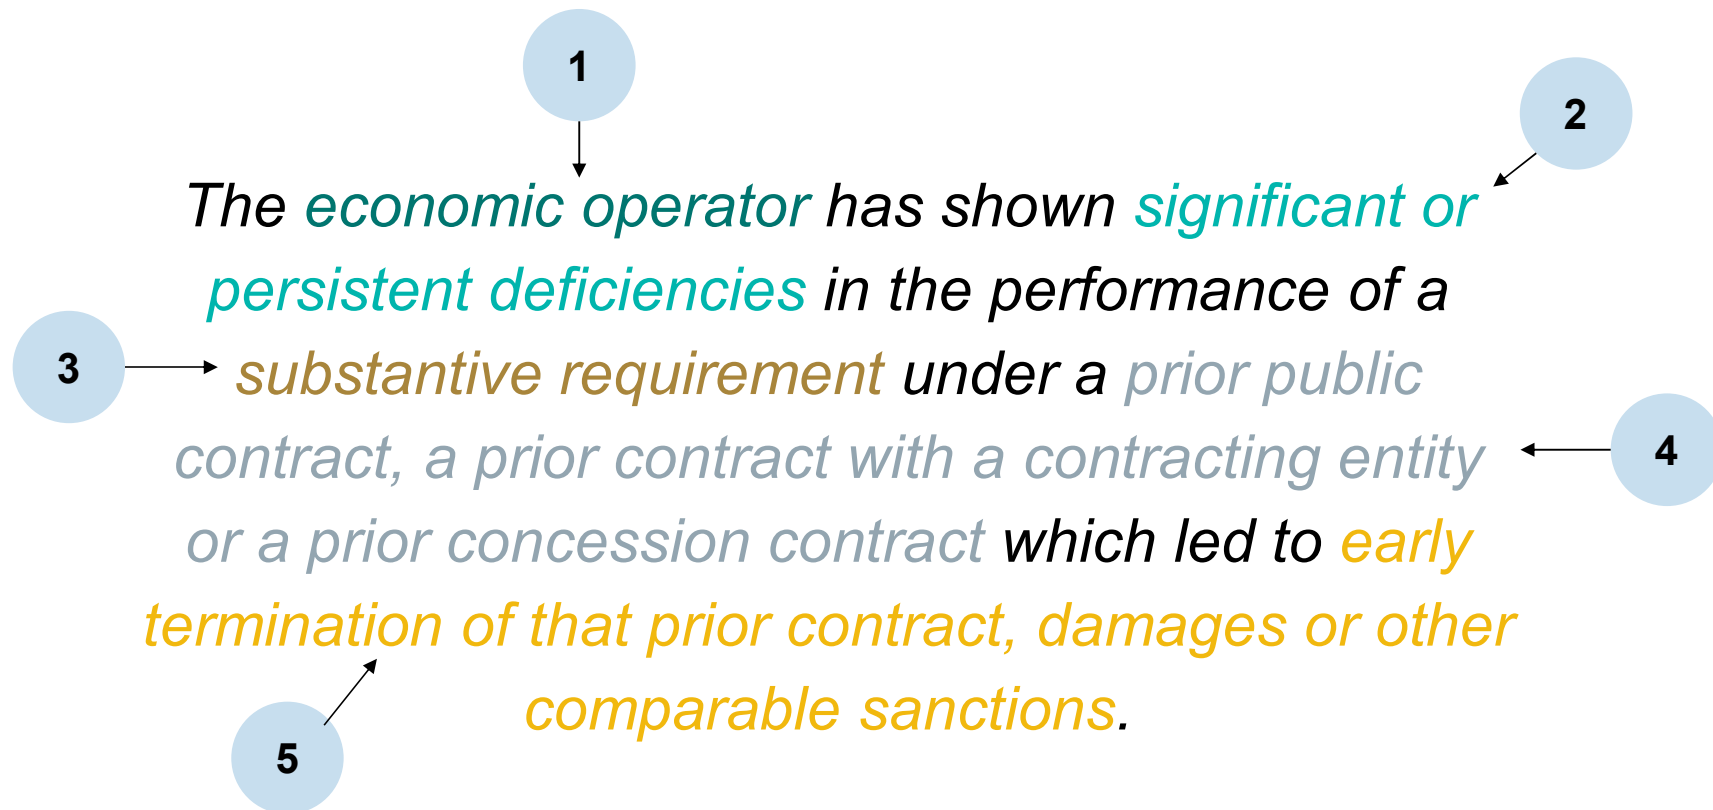 1
2
The economic operator has shown significant or
persistent deficiencies in the performance of a
3
substantive requirement under a prior public
contract, a prior contract with a contracting entity
4
or a prior concession contract which led to early
termination of that prior contract, damages or other
comparable sanctions.
5